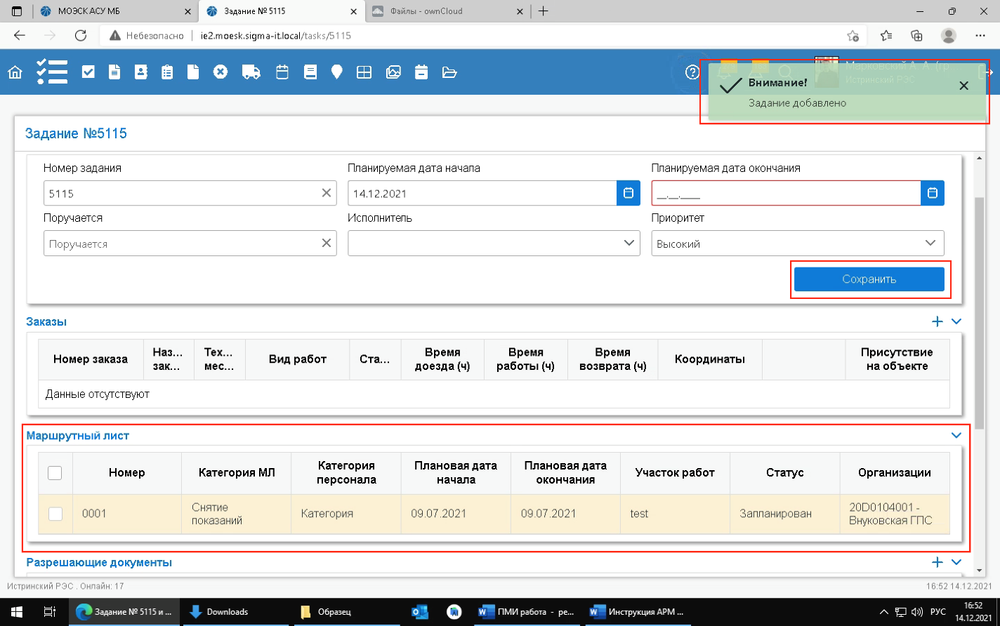 МОЭСК АСУ МБ
Задание № 5115
Файлы - ownCloud
Небезопасно
ie2.moesk.sigma-it.local/tasks/5115
Марковский А. А. (гр...
Истринский РЭС
Внимание!
Задание добавлено
Задание №5115
Номер задания
Планируемая дата начала
Планируемая дата окончания
5115
14.12.2021
__.__.____
Поручается
Исполнитель
Приоритет
Поручается
Высокий
Сохранить
Заказы
Номер заказа
Наз...
зак...
Тех...
мес...
Вид работ
Ста...
Время
доезда (ч)
Время
работы (ч)
Время
возврата (ч)
Координаты
Присутствие
на объекте
Данные отсутствуют
Маршрутный лист
Номер
Категория МЛ
Категория
персонала
Плановая дата
начала
Плановая дата
окончания
Участок работ
Статус
Организации
0001
Снятие
показаний
Категория
09.07.2021
09.07.2021
test
Запланирован
20D0104001 -
Внуковская ГПС
Разрешающие документы
Истринский РЭС . Онлайн: 17
16:52 14.12.2021
Задание № 5115 и ...
Downloads
Образец
ПМИ работа - ре...
Инструкция АРМ ...
РУС
16:52
14.12.2021